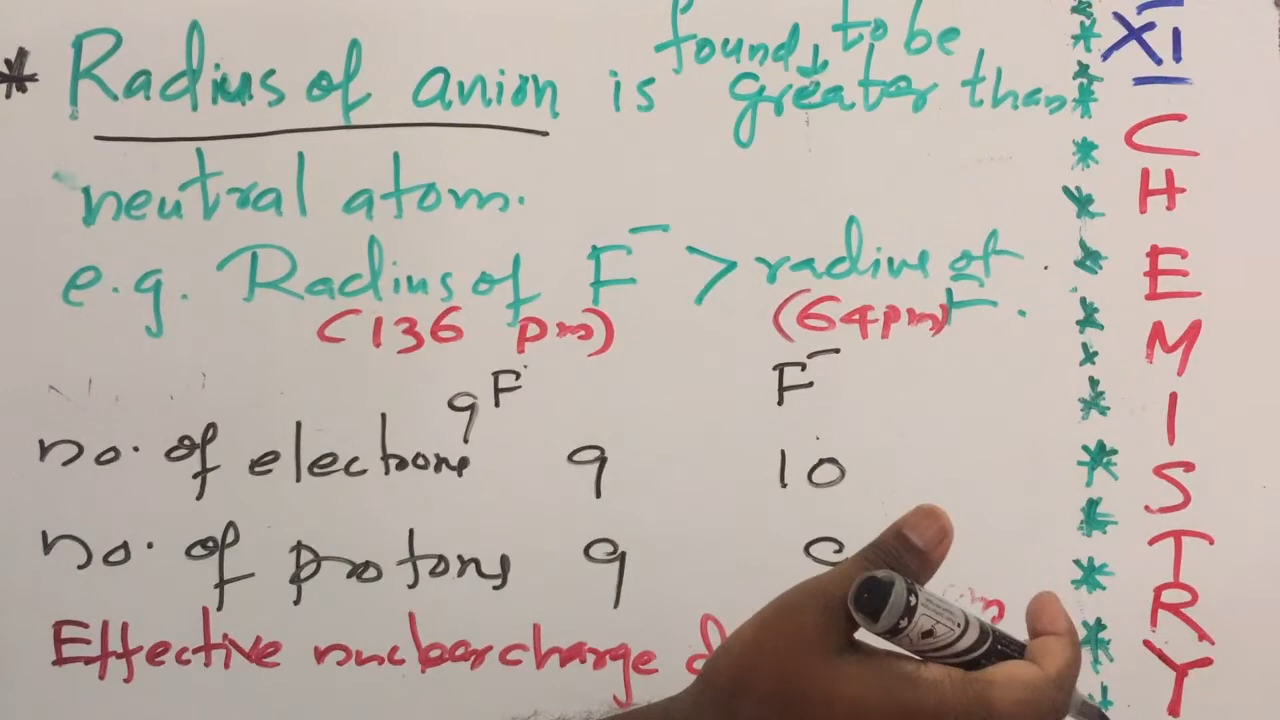 * Radius of anion is found to be greater than
neutral atom.
e.g. Radius of F⁻ > radius of F.
(136 pm) (64pm)
₉F F⁻
no. of electrons 9 10
no. of protons 9
Effective nuclear charge
XI
CHEMISTRY